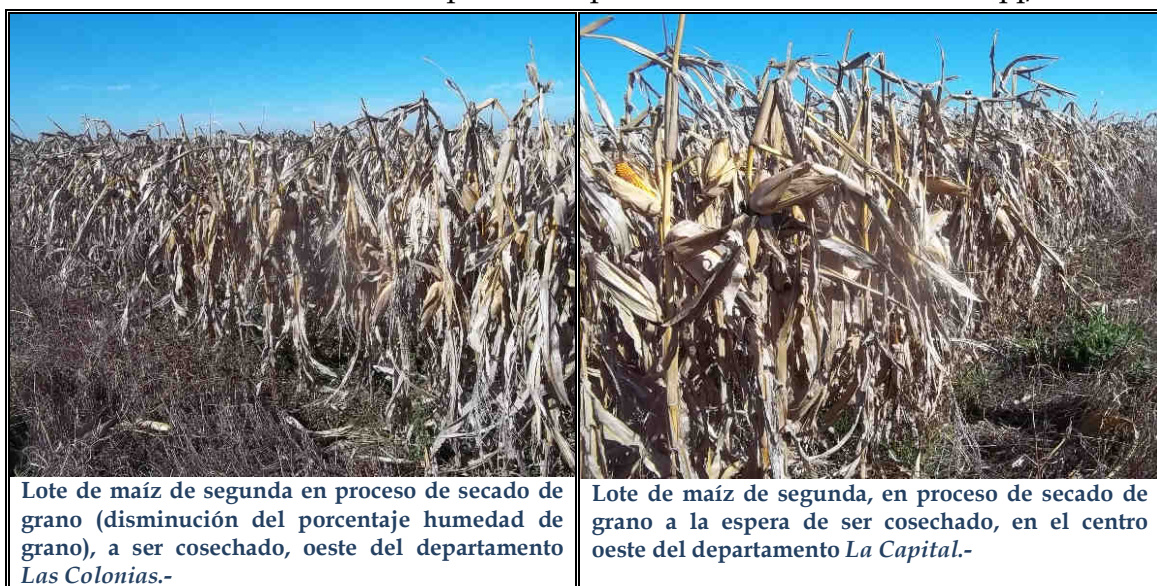 Lote de maíz de segunda en proceso de secado de
grano (disminución del porcentaje humedad de
grano), a ser cosechado, oeste del departamento
Las Colonias.-
Lote de maíz de segunda, en proceso de secado de
grano a la espera de ser cosechado, en el centro
oeste del departamento La Capital.-